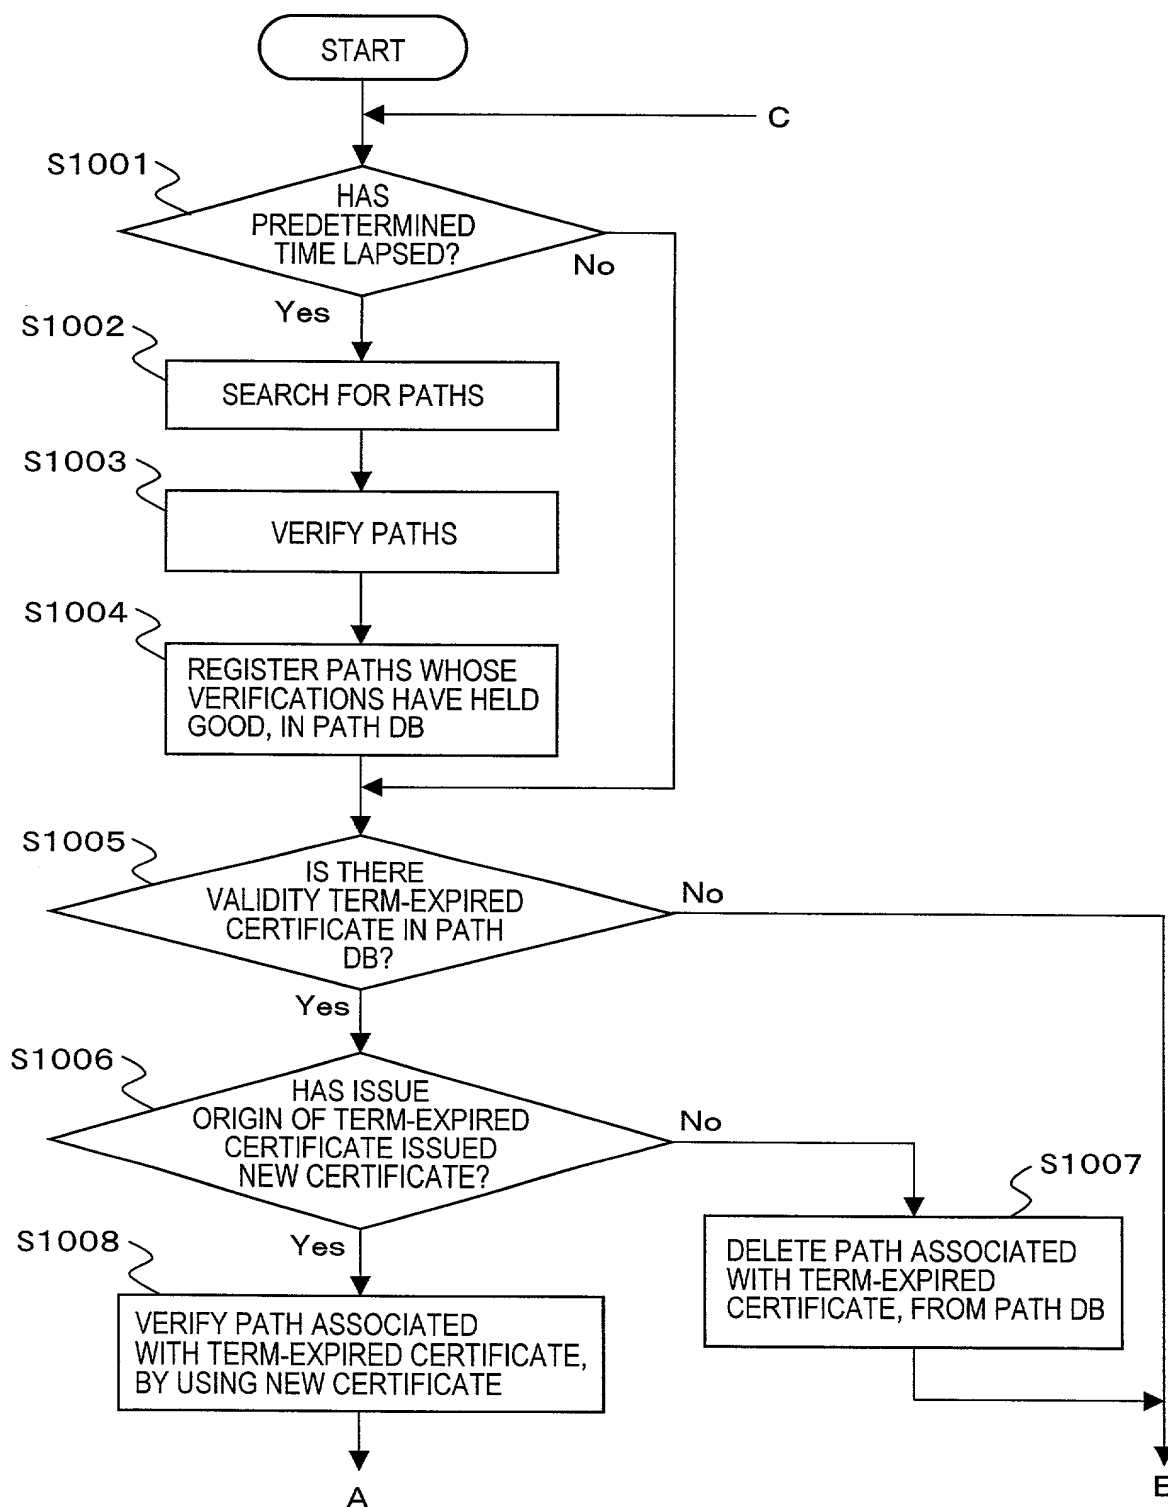 START
C
S1001
HAS
PREDETERMINED
TIME LAPSED?
No
Yes
S1002
SEARCH FOR PATHS
S1003
VERIFY PATHS
S1004
REGISTER PATHS WHOSE
VERIFICATIONS HAVE HELD
GOOD, IN PATH DB
S1005
IS THERE
VALIDITY TERM-EXPIRED
CERTIFICATE IN PATH
DB?
No
Yes
S1006
HAS ISSUE
ORIGIN OF TERM-EXPIRED
CERTIFICATE ISSUED
NEW CERTIFICATE?
No
Yes
S1007
DELETE PATH ASSOCIATED
WITH TERM-EXPIRED
CERTIFICATE, FROM PATH DB
S1008
VERIFY PATH ASSOCIATED
WITH TERM-EXPIRED CERTIFICATE,
BY USING NEW CERTIFICATE
A
B